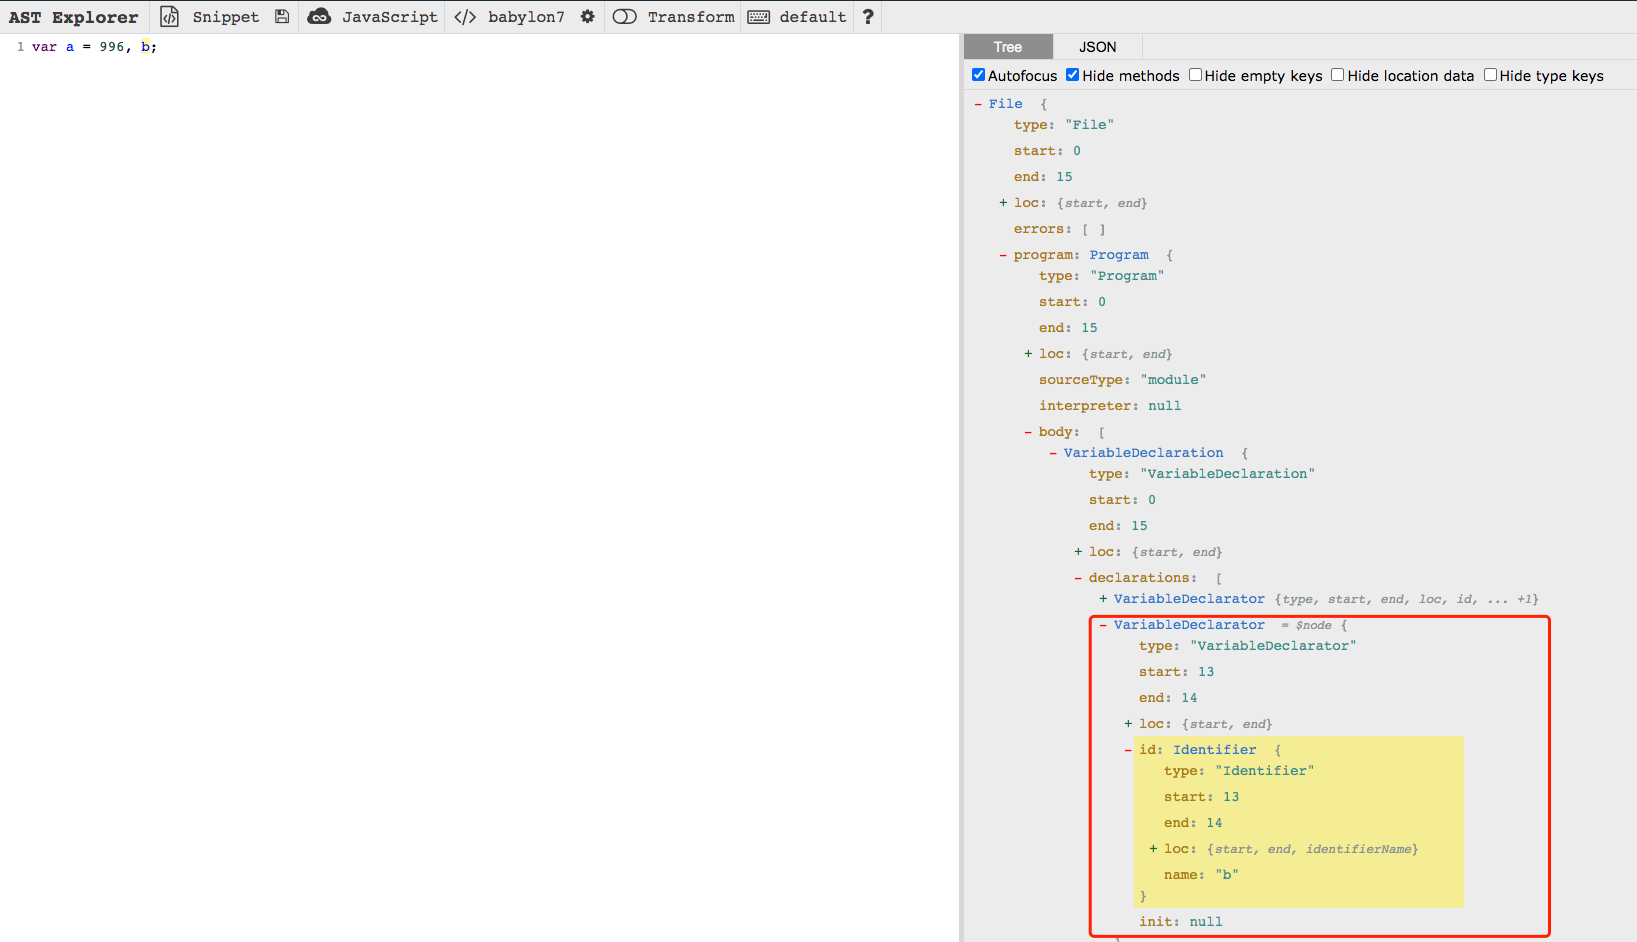 AST Explorer Snippet JavaScript </> babylon7 Transform default ?
1 var a = 996, b;
Tree JSON
Autofocus Hide methods Hide empty keys Hide location data Hide type keys
- File {
type: "File"
start: 0
end: 15
+ loc: {start, end}
errors: [ ]
- program: Program {
type: "Program"
start: 0
end: 15
+ loc: {start, end}
sourceType: "module"
interpreter: null
- body: [
- VariableDeclaration {
type: "VariableDeclaration"
start: 0
end: 15
+ loc: {start, end}
- declarations: [
+ VariableDeclarator {type, start, end, loc, id, ... +1}
- VariableDeclarator = $node {
type: "VariableDeclarator"
start: 13
end: 14
+ loc: {start, end}
- id: Identifier {
type: "Identifier"
start: 13
end: 14
+ loc: {start, end, identifierName}
name: "b"
}
init: null